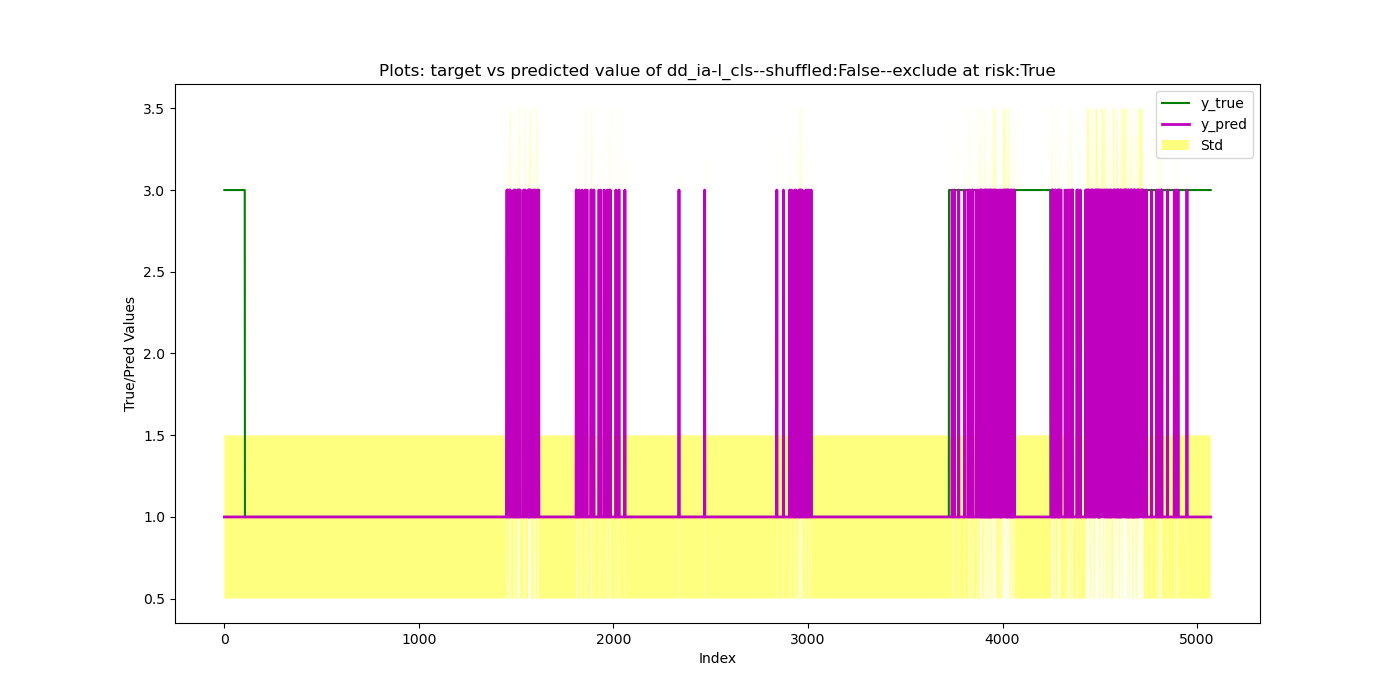 Plots: target vs predicted value of dd_ia-l_cls--shuffled:False--exclude at risk:True
y_true
y_pred
Std
3.5
3.0
2.5
2.0
1.5
1.0
0.5
True/Pred Values
0
1000
2000
3000
4000
5000
Index